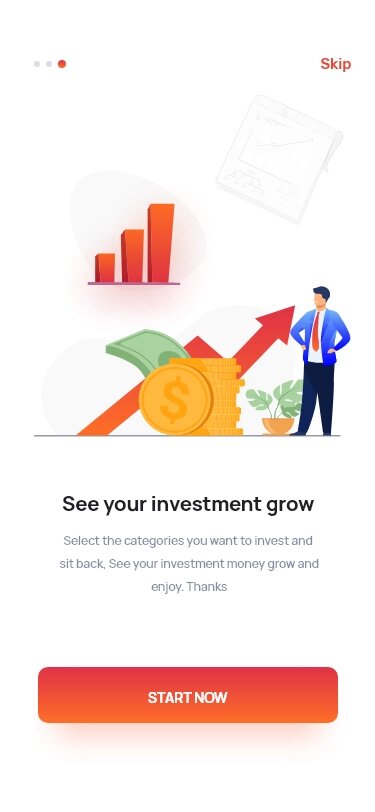 Skip
$
See your investment grow
Select the categories you want to invest and
sit back, See your investment money grow and
enjoy. Thanks
START NOW